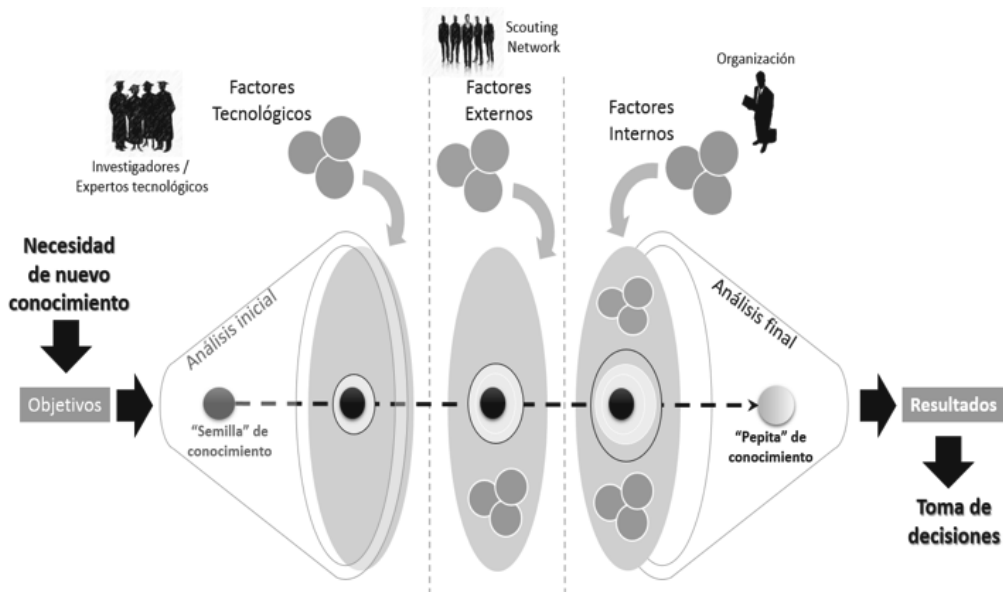 Scouting
Network
Organización
Factores
Tecnológicos
Factores
Externos
Factores
Internos
Investigadores /
Expertos tecnológicos
Necesidad
de nuevo
conocimiento
Análisis inicial
Análisis final
Objetivos
Resultados
“Semilla” de
conocimiento
“Pepita” de
conocimiento
Toma de
decisiones